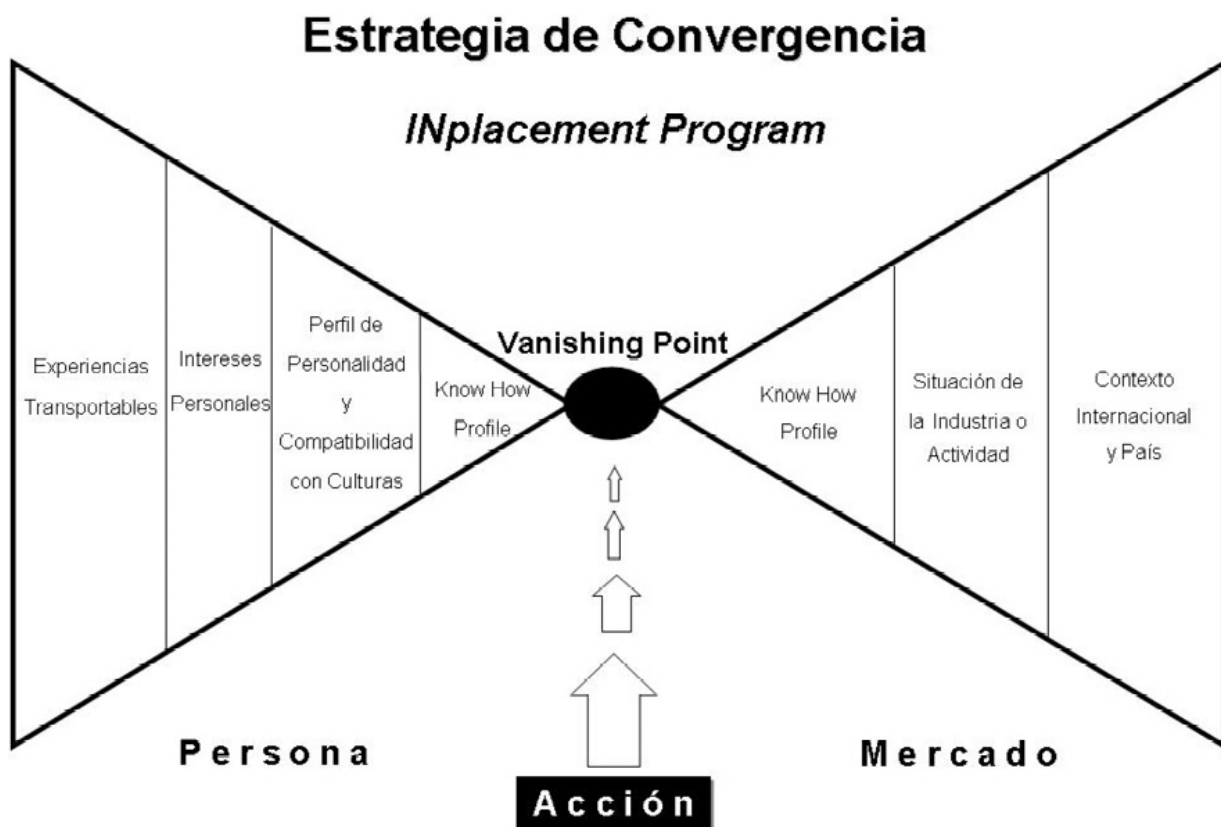 Estrategia de Convergencia
INplacement Program
Experiencias
Transportables
Intereses
Personales
Perfil de
Personalidad
y
Compatibilidad
con Culturas
Know How
Profile
Vanishing Point
Know How
Profile
Situación de
la Industria o
Actividad
Contexto
Internacional
y País
Persona
Mercado
Acción